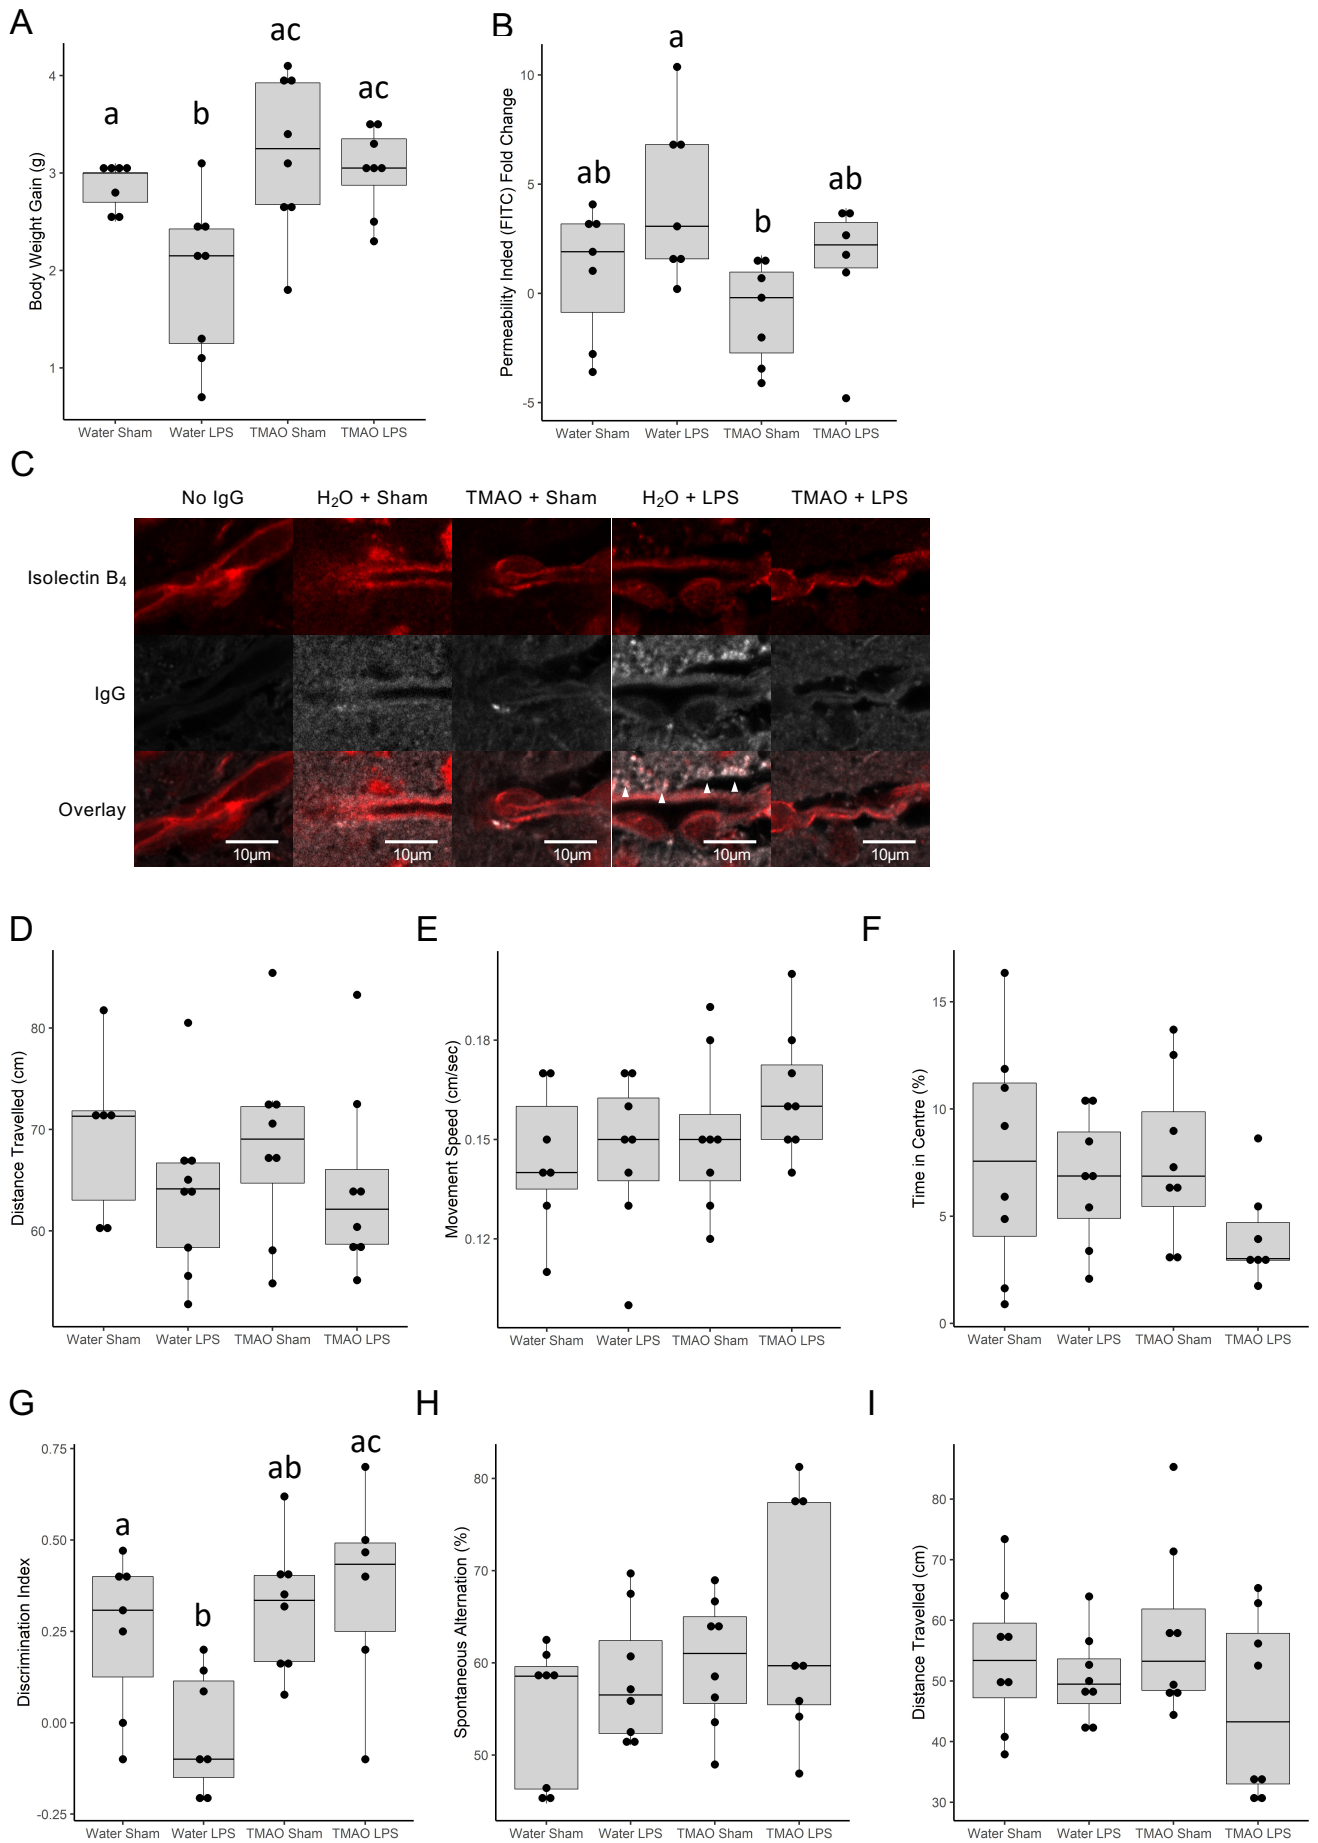 A
B
a
b
ac
ac
Body Weight Gain (g)
4
3
2
1
Water Sham
Water LPS
TMAO Sham
TMAO LPS
ab
a
b
ab
Permeability Inded (FITC) Fold Change
10
5
0
-5
Water Sham
Water LPS
TMAO Sham
TMAO LPS
C
No IgG
H₂O + Sham
TMAO + Sham
H₂O + LPS
TMAO + LPS
Isolectin B₄
IgG
Overlay
10µm
10µm
10µm
10µm
10µm
D
E
F
Distance Travelled (cm)
80
70
60
Water Sham
Water LPS
TMAO Sham
TMAO LPS
Movement Speed (cm/sec)
0.18
0.15
0.12
Water Sham
Water LPS
TMAO Sham
TMAO LPS
Time in Centre (%)
15
10
5
0
Water Sham
Water LPS
TMAO Sham
TMAO LPS
G
H
I
a
b
ab
ac
Discrimination Index
0.75
0.50
0.25
0.00
-0.25
Water Sham
Water LPS
TMAO Sham
TMAO LPS
Spontaneous Alternation (%)
80
70
60
50
Water Sham
Water LPS
TMAO Sham
TMAO LPS
Distance Travelled (cm)
80
70
60
50
40
30
Water Sham
Water LPS
TMAO Sham
TMAO LPS